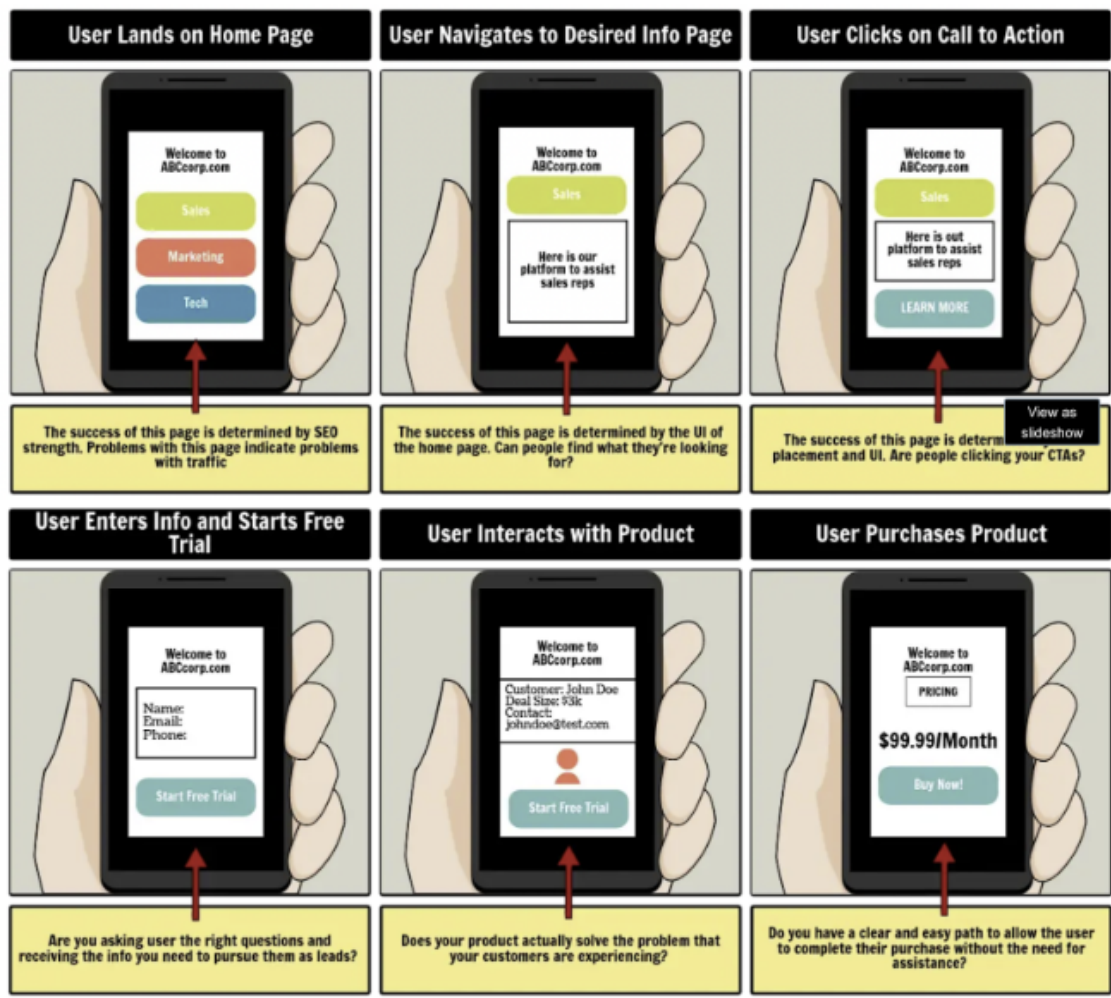 User Lands on Home Page
Welcome to
ABCcorp.com
Sales
Marketing
Tech
The success of this page is determined by SEO
strength. Problems with this page indicate problems
with traffic
User Navigates to Desired Info Page
Welcome to
ABCcorp.com
Sales
Here is our
platform to assist
sales reps
The success of this page is determined by the UI of
the home page. Can people find what they're looking
for?
User Clicks on Call to Action
Welcome to
ABCcorp.com
Sales
Here is out
platform to assist
sales reps
LEARN MORE
View as
slideshow
The success of this page is determ
placement and UI. Are people clicking your CTAs?
User Enters Info and Starts Free
Trial
Welcome to
ABCcorp.com
Name:
Email:
Phone:
Start Free Trial
Are you asking user the right questions and
receiving the info you need to pursue them as leads?
User Interacts with Product
Welcome to
ABCcorp.com
Customer: John Doe
Deal Size: $3k
Contact:
johndoe@test.com
Start Free Trial
Does your product actually solve the problem that
your customers are experiencing?
User Purchases Product
Welcome to
ABCcorp.com
PRICING
$99.99/Month
Buy Now!
Do you have a clear and easy path to allow the user
to complete their purchase without the need for
assistance?